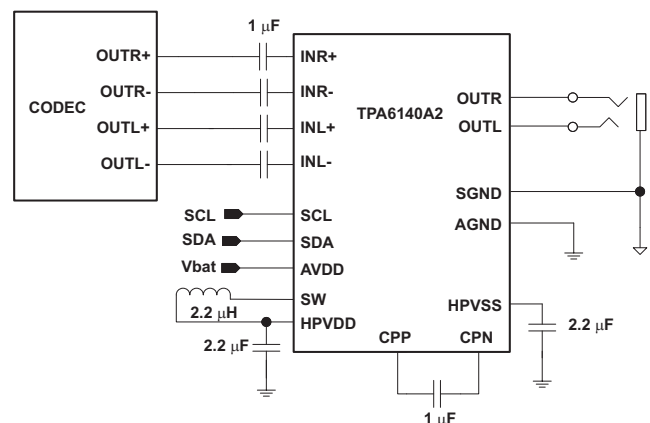 1 μF
OUTR+
INR+
OUTR-
INR-
CODEC
TPA6140A2
OUTR
OUTL+
INL+
OUTL
OUTL-
INL-
SGND
SCL
SCL
AGND
SDA
SDA
Vbat
AVDD
SW
2.2 μH
HPVDD
HPVSS
2.2 μF
2.2 μF
CPP
CPN
1 μF